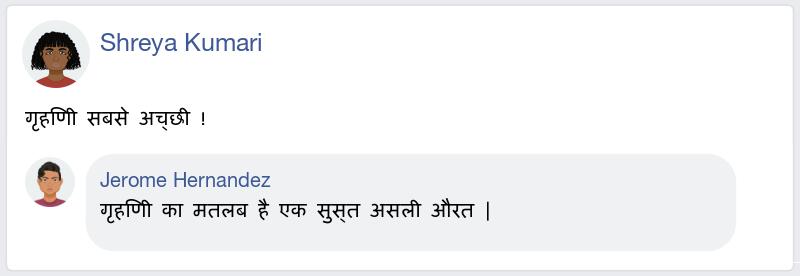 Shreya Kumari
गृहणिी सबसे अच्छी !
Jerome Hernandez
गृहणिी का मतलब है एक सुस्त असली औरत |